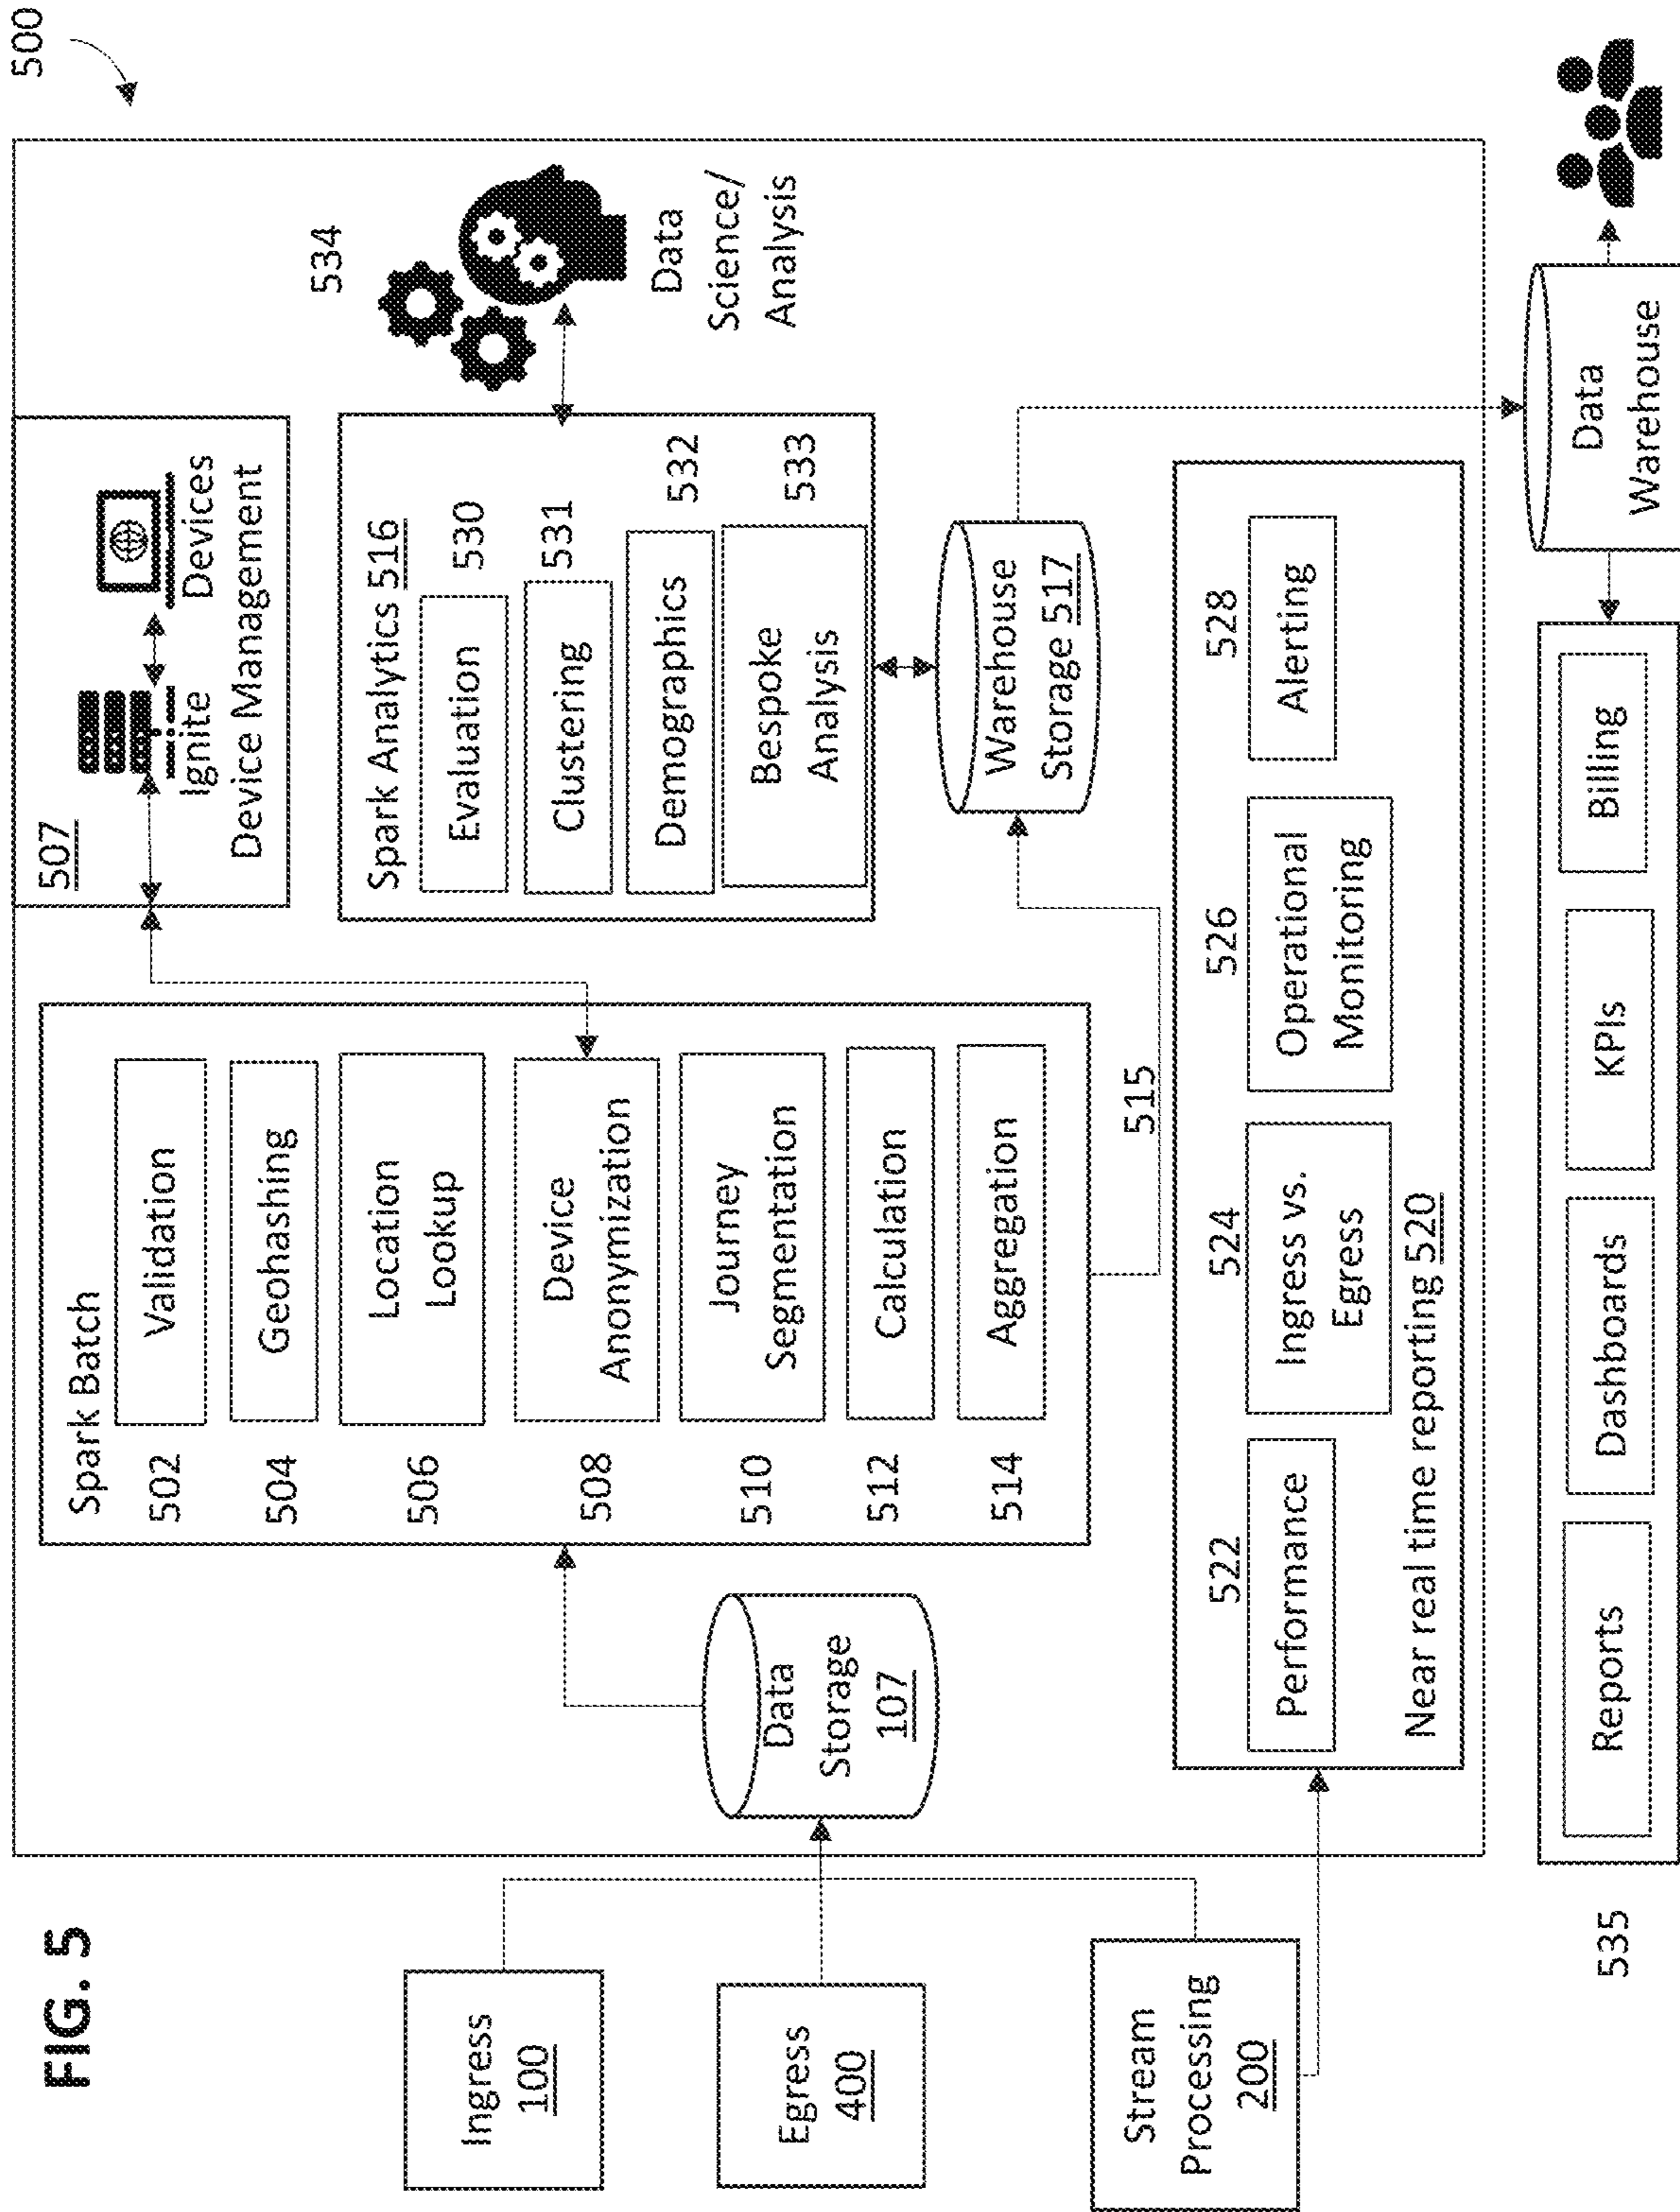 FIG. 5
500
Ingress
100
Egress
400
Stream
Processing
200
Data
Storage
107
Spark Batch
502
Validation
504
Geohashing
506
Location
Lookup
508
Device
Anonymization
510
Journey
Segmentation
512
Calculation
514
Aggregation
515
507
Ignite
Devices
Device Management
Spark Analytics 516
Evaluation
530
Clustering
531
Demographics
532
Bespoke
Analysis
533
534
Data
Science/
Analysis
Warehouse
Storage 517
522
Performance
524
Ingress vs.
Egress
526
Operational
Monitoring
528
Alerting
Near real time reporting 520
535
Reports
Dashboards
KPIs
Billing
Data
Warehouse